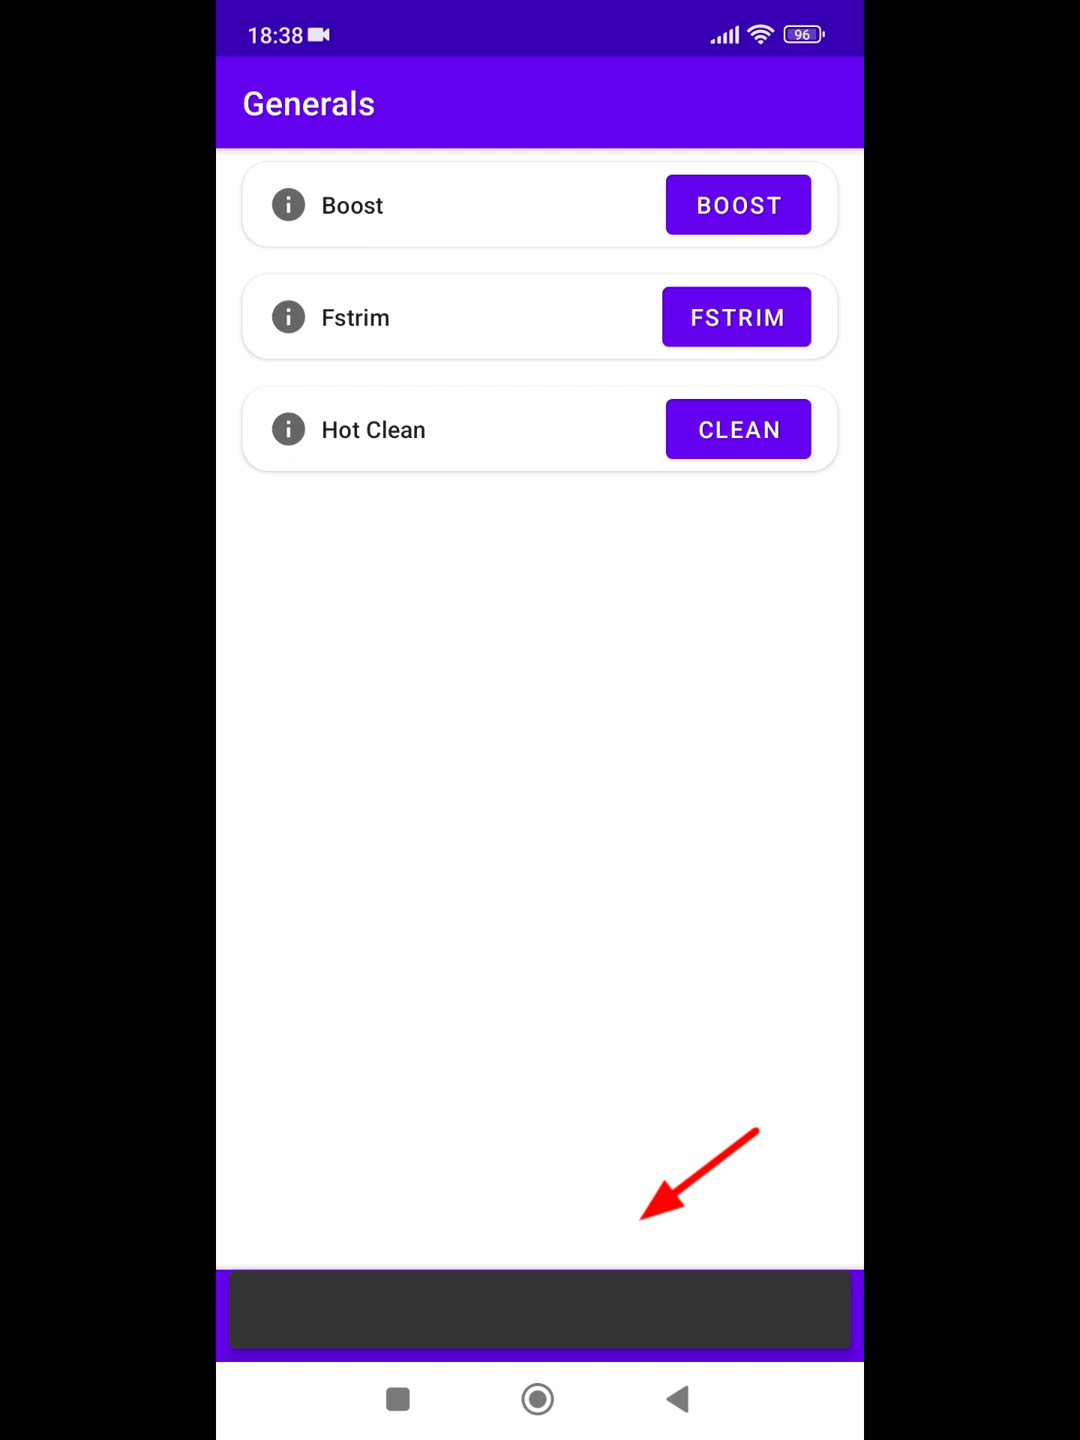 18:38 96
Generals
Boost BOOST
Fstrim FSTRIM
Hot Clean CLEAN